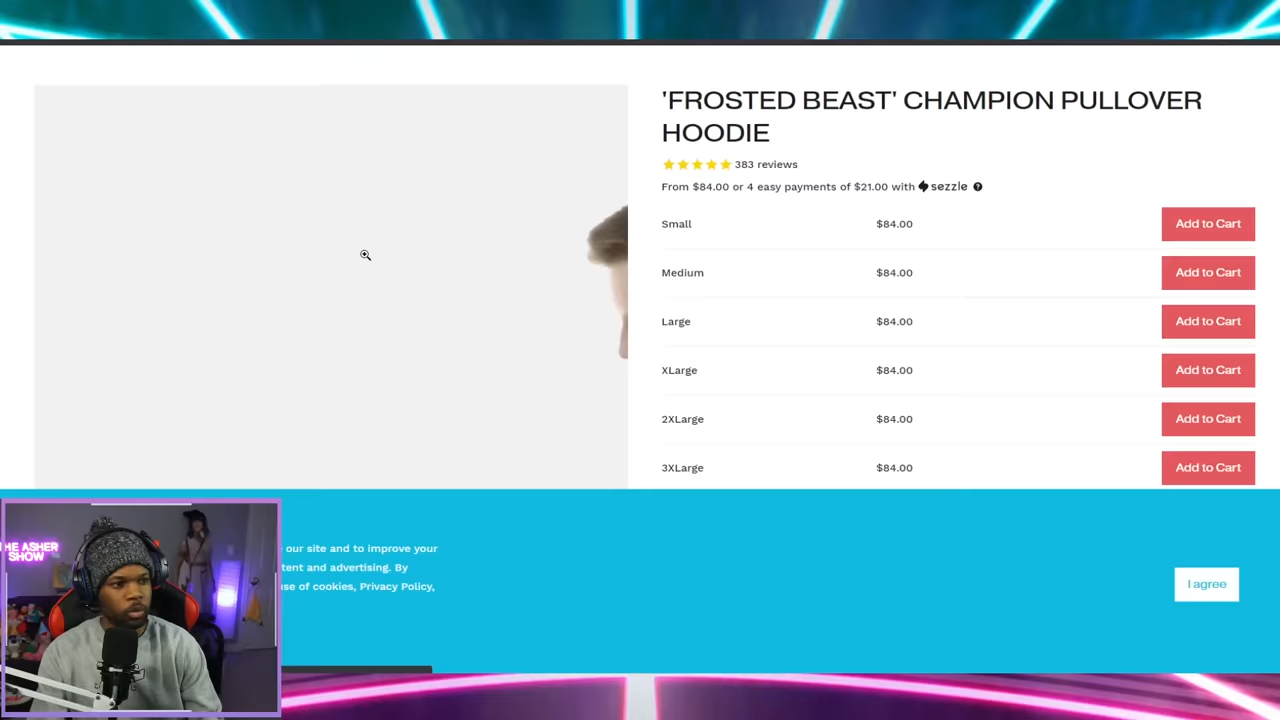 'FROSTED BEAST' CHAMPION PULLOVER
HOODIE
383 reviews
From $84.00 or 4 easy payments of $21.00 with sezzle ?
Small $84.00 Add to Cart
Medium $84.00 Add to Cart
Large $84.00 Add to Cart
XLarge $84.00 Add to Cart
2XLarge $84.00 Add to Cart
3XLarge $84.00 Add to Cart
our site and to improve your
tent and advertising. By
use of cookies, Privacy Policy,
I agree
HE ASHER
SHOW